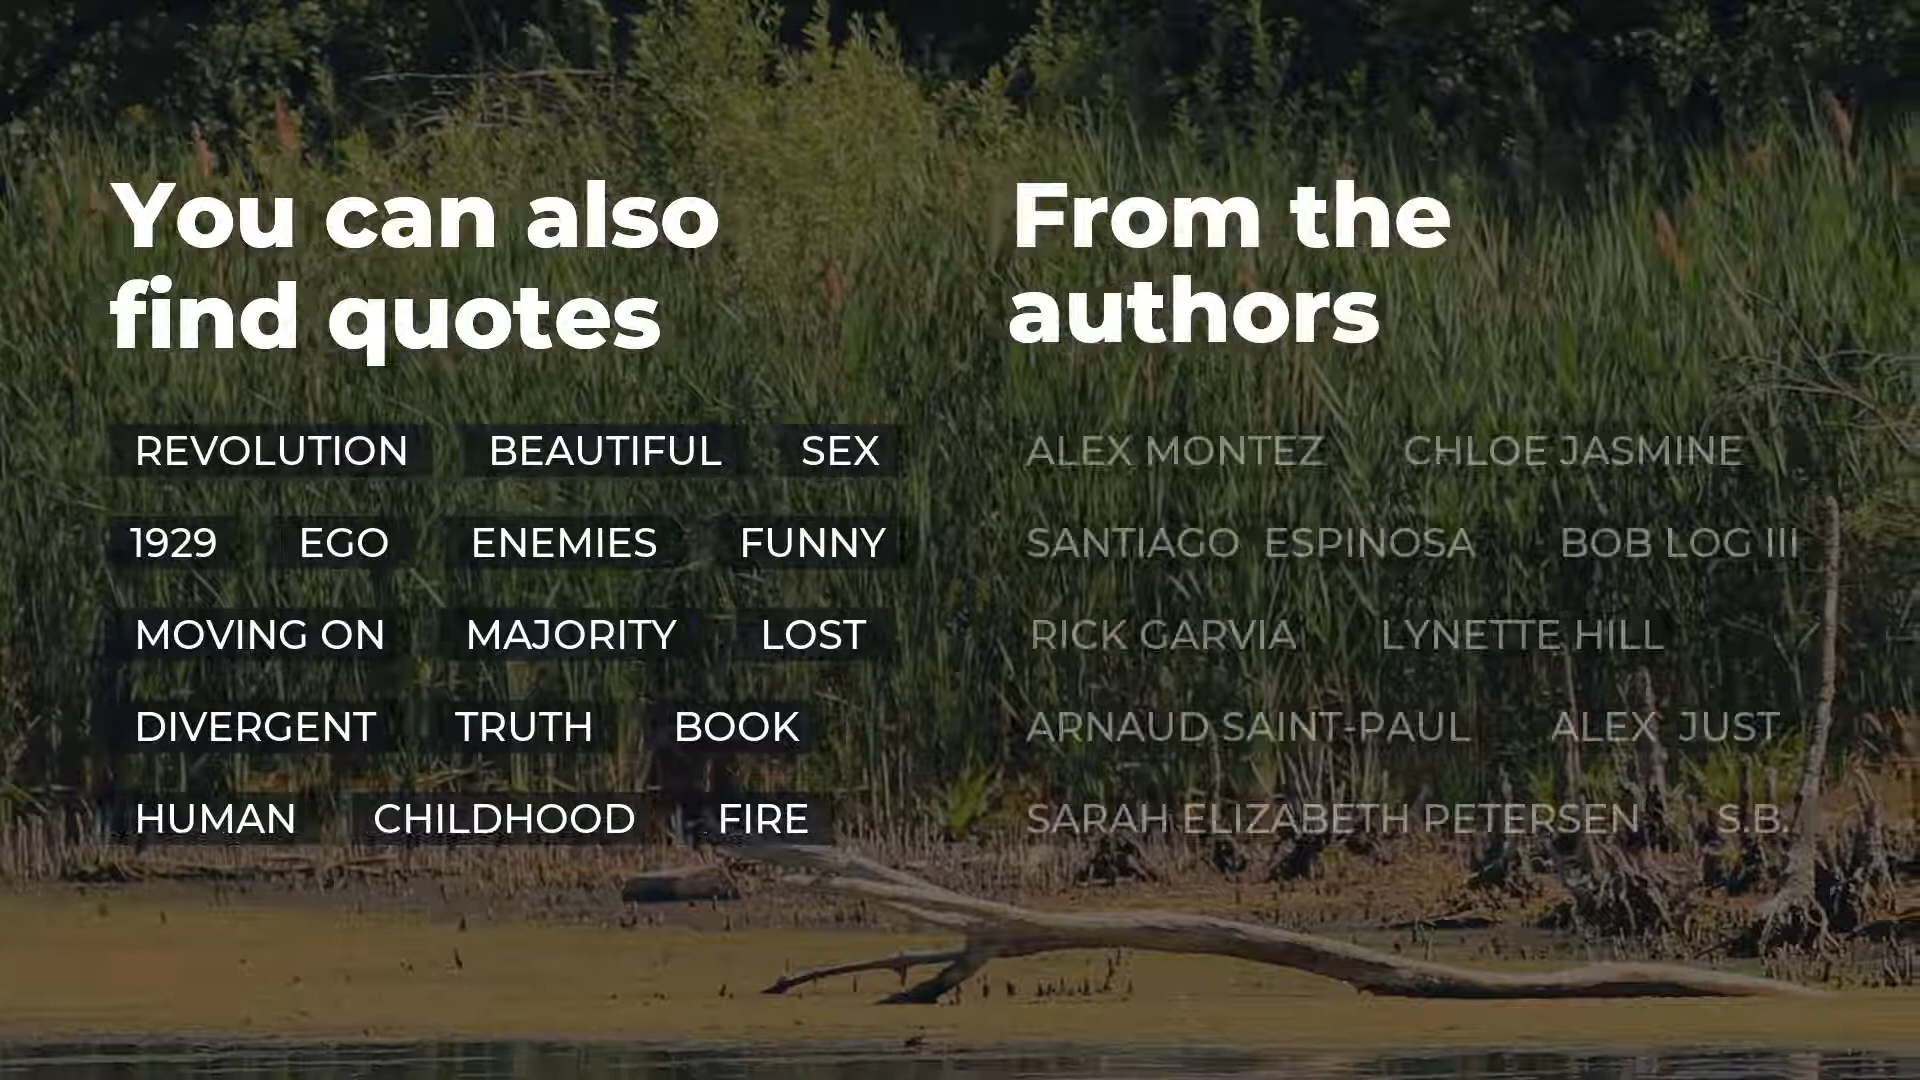 You can also
find quotes
REVOLUTION BEAUTIFUL SEX
1929 EGO ENEMIES FUNNY
MOVING ON MAJORITY LOST
DIVERGENT TRUTH BOOK
HUMAN CHILDHOOD FIRE
From the
authors
ALEX MONTEZ CHLOE JASMINE
SANTIAGO ESPINOSA BOB LOG III
RICK GARVIA LYNETTE HILL
ARNAUD SAINT-PAUL ALEX JUST
SARAH ELIZABETH PETERSEN S.B.